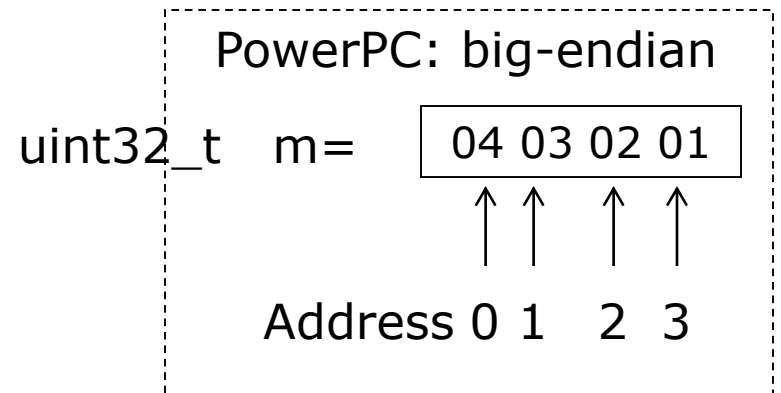 PowerPC: big-endian
uint32_t m= 04 03 02 01
Address 0 1 2 3